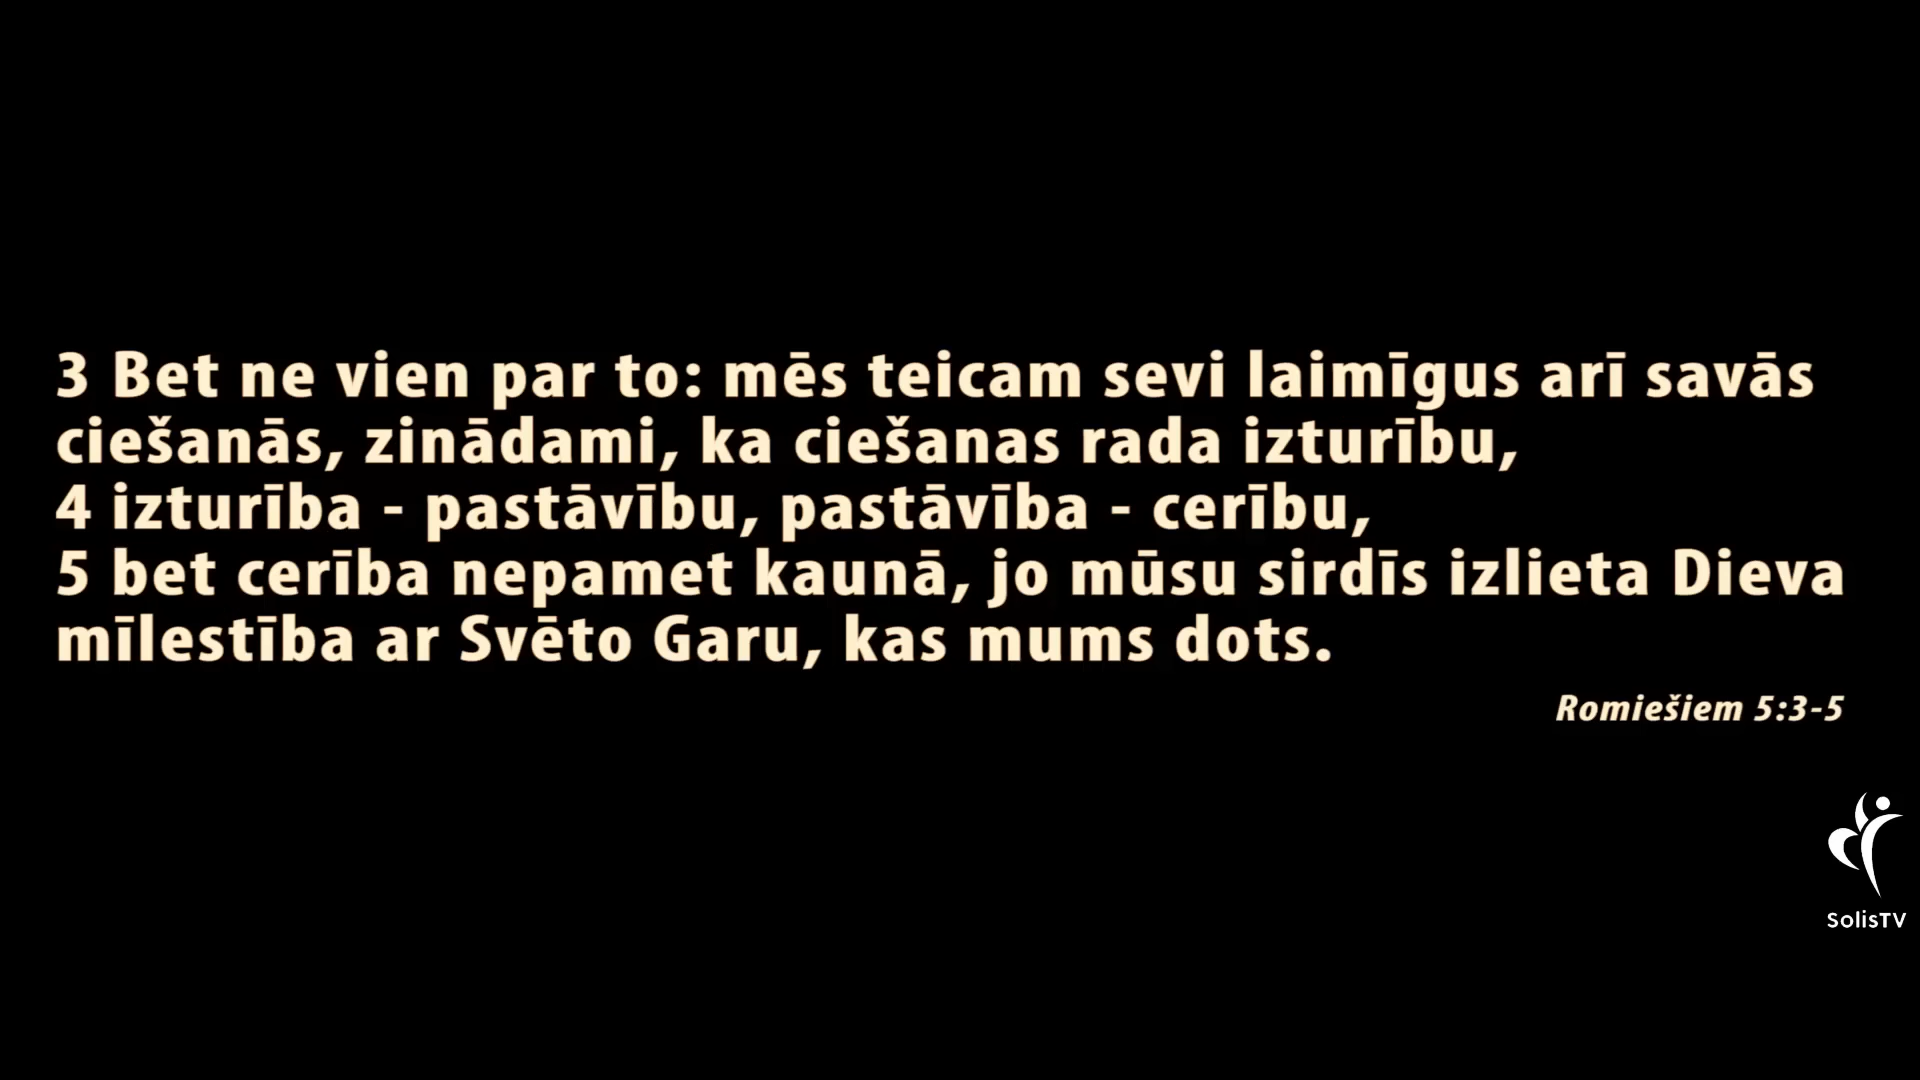 3 Bet ne vien par to: mēs teicam sevi laimīgus arī savās
ciešanās, zinādami, ka ciešanas rada izturību,
4 izturība - pastāvību, pastāvība - cerību,
5 bet cerība nepamet kaunā, jo mūsu sirdīs izlieta Dieva
mīlestība ar Svēto Garu, kas mums dots.
Romiešiem 5:3-5
SolisTV